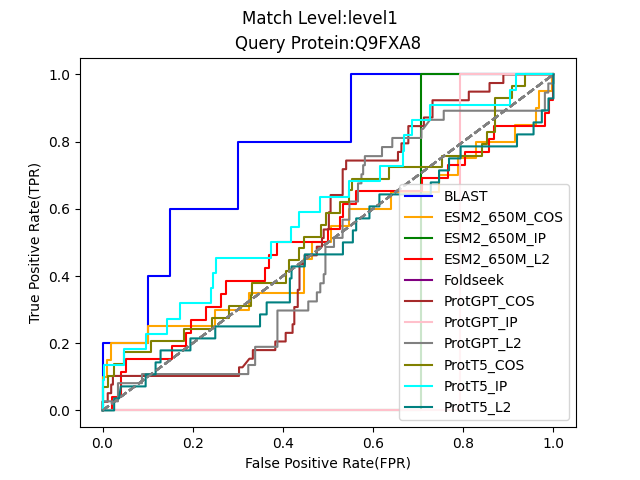 Match Level:level1
Query Protein:Q9FXA8
True Positive Rate(TPR)
1.0
0.8
0.6
0.4
0.2
0.0
BLAST
ESM2_650M_COS
ESM2_650M_IP
ESM2_650M_L2
Foldseek
ProtGPT_COS
ProtGPT_IP
ProtGPT_L2
ProtT5_COS
ProtT5_IP
ProtT5_L2
0.0 0.2 0.4 0.6 0.8 1.0
False Positive Rate(FPR)